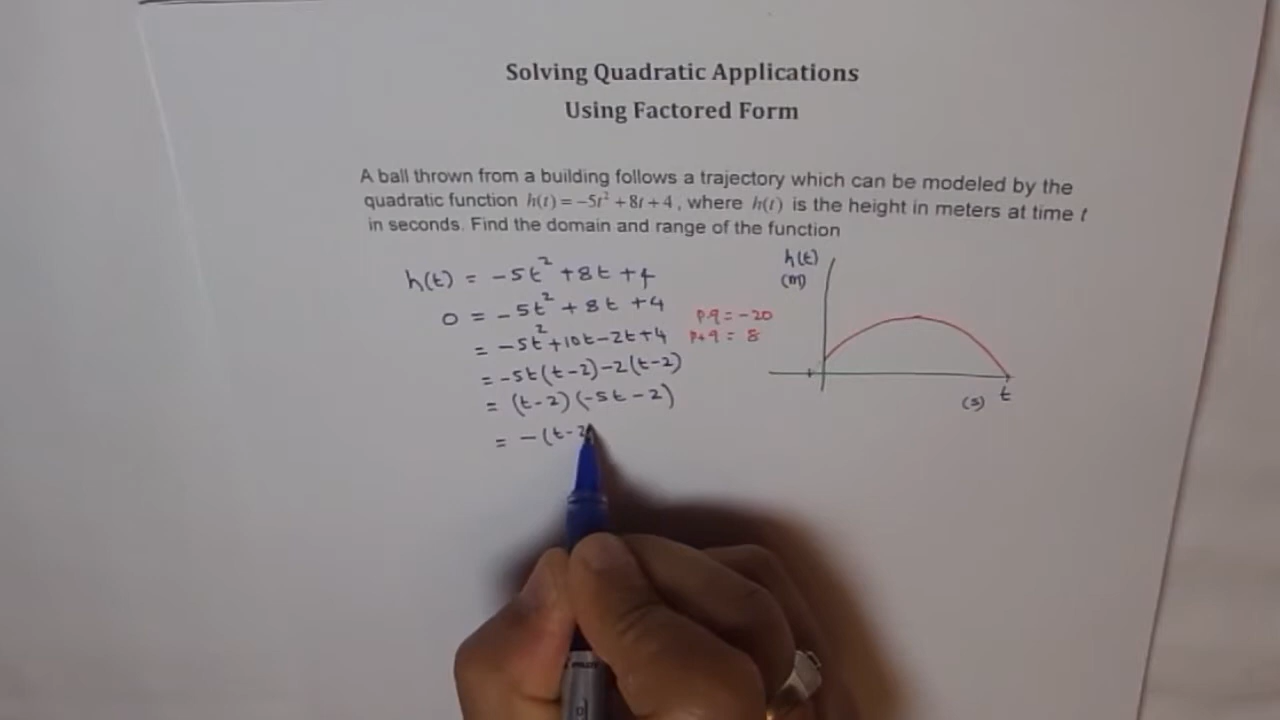 Solving Quadratic Applications
Using Factored Form
A ball thrown from a building follows a trajectory which can be modeled by the
quadratic function h(t) = −5t² + 8t + 4, where h(t) is the height in meters at time t
in seconds. Find the domain and range of the function
h(t) = -5t² +8t +4
0 = -5t² + 8t +4
= -5t²+10t-2t+4
= -5t(t-2)-2(t-2)
= (t-2)(-5t-2)
= -(t-2
p.q = -20
p+q = 8
h(t)
(m)
(s) t